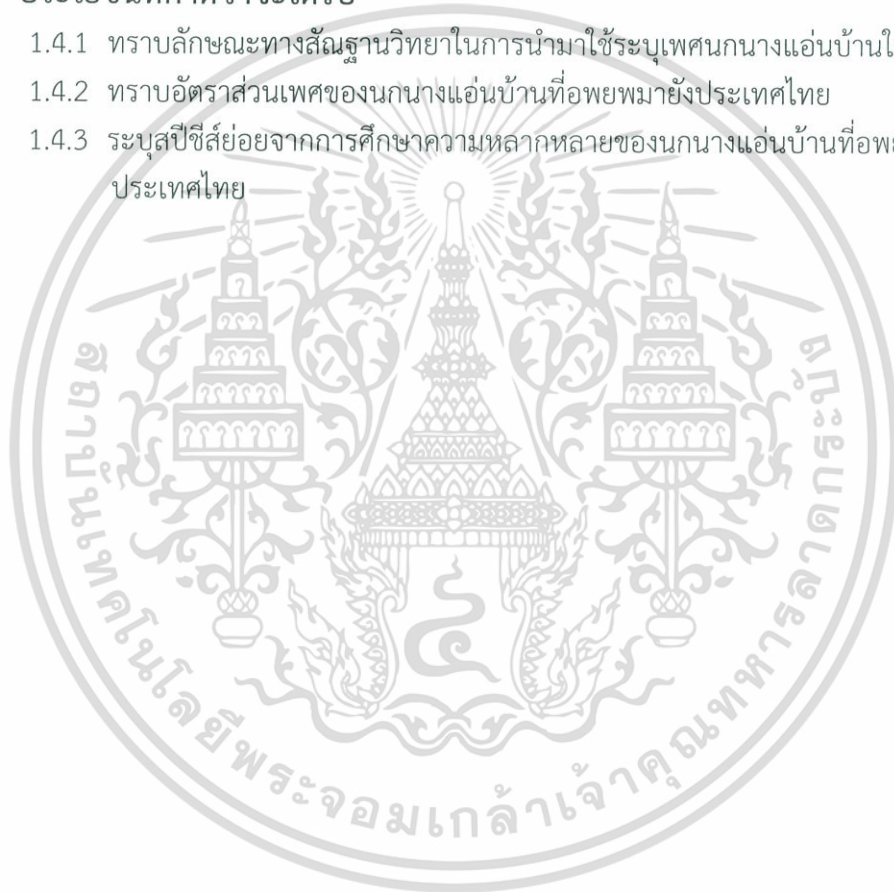 1.4.1 ทราบลักษณะทางสัณฐานวิทยาในการนำมาใช้ระบุเพศนกนางแอ่นบ้าน
1.4.2 ทราบอัตราส่วนเพศของนกนางแอ่นบ้านที่อพยพมายังประเทศไทย
1.4.3 ระบุสปีชีส์ย่อยจากการศึกษาความหลากหลายของนกนางแอ่นบ้านที่
ประเทศไทย
สถาบันเทคโนโลยีพระจอมเกล้าเจ้าคุณทหารลาดกระบัง